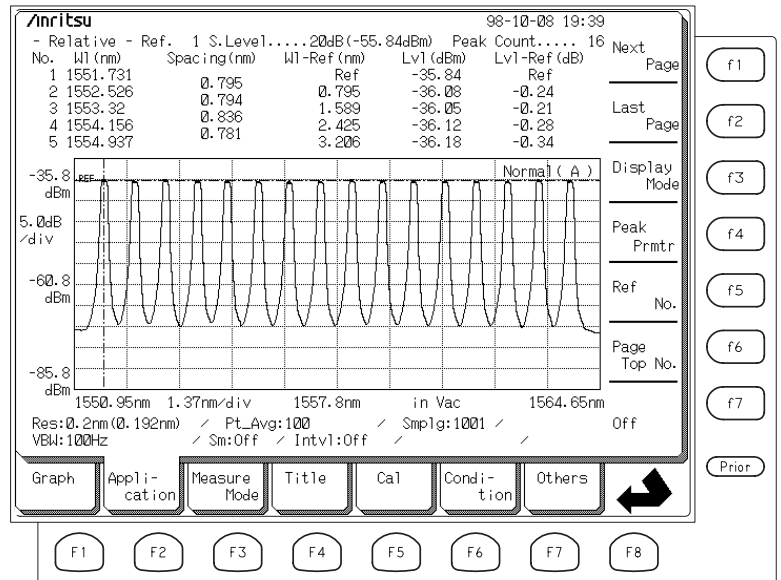 Anritsu 98-10-08 19:39
- Relative - Ref. 1 S.Level.....20dB(-55.84dBm) Peak Count..... 16
No. Wl(nm) Spacing(nm) Wl-Ref(nm) Lvl(dBm) Lvl-Ref(dB)
1 1551.731 Ref -35.84 Ref
0.795
2 1552.526 0.795 -36.08 -0.24
0.794
3 1553.32 1.589 -36.05 -0.21
0.836
4 1554.156 2.425 -36.12 -0.28
0.781
5 1554.937 3.206 -36.18 -0.34
Normal(A)
-35.8
dBm
REF
5.0dB
/div
-60.8
dBm
-85.8
dBm
1550.95nm 1.37nm/div 1557.8nm in Vac 1564.65nm
Res:0.2nm(0.192nm) / Pt_Avg:100 / Smplg:1001 /
VBW:100Hz / Sm:Off / Intvl:Off / /
Next
Page
Last
Page
Display
Mode
Peak
Prmtr
Ref
No.
Page
Top No.
Off
f1
f2
f3
f4
f5
f6
f7
Prior
Graph
Appli-
cation
Measure
Mode
Title
Cal
Condi-
tion
Others
F1 F2 F3 F4 F5 F6 F7 F8